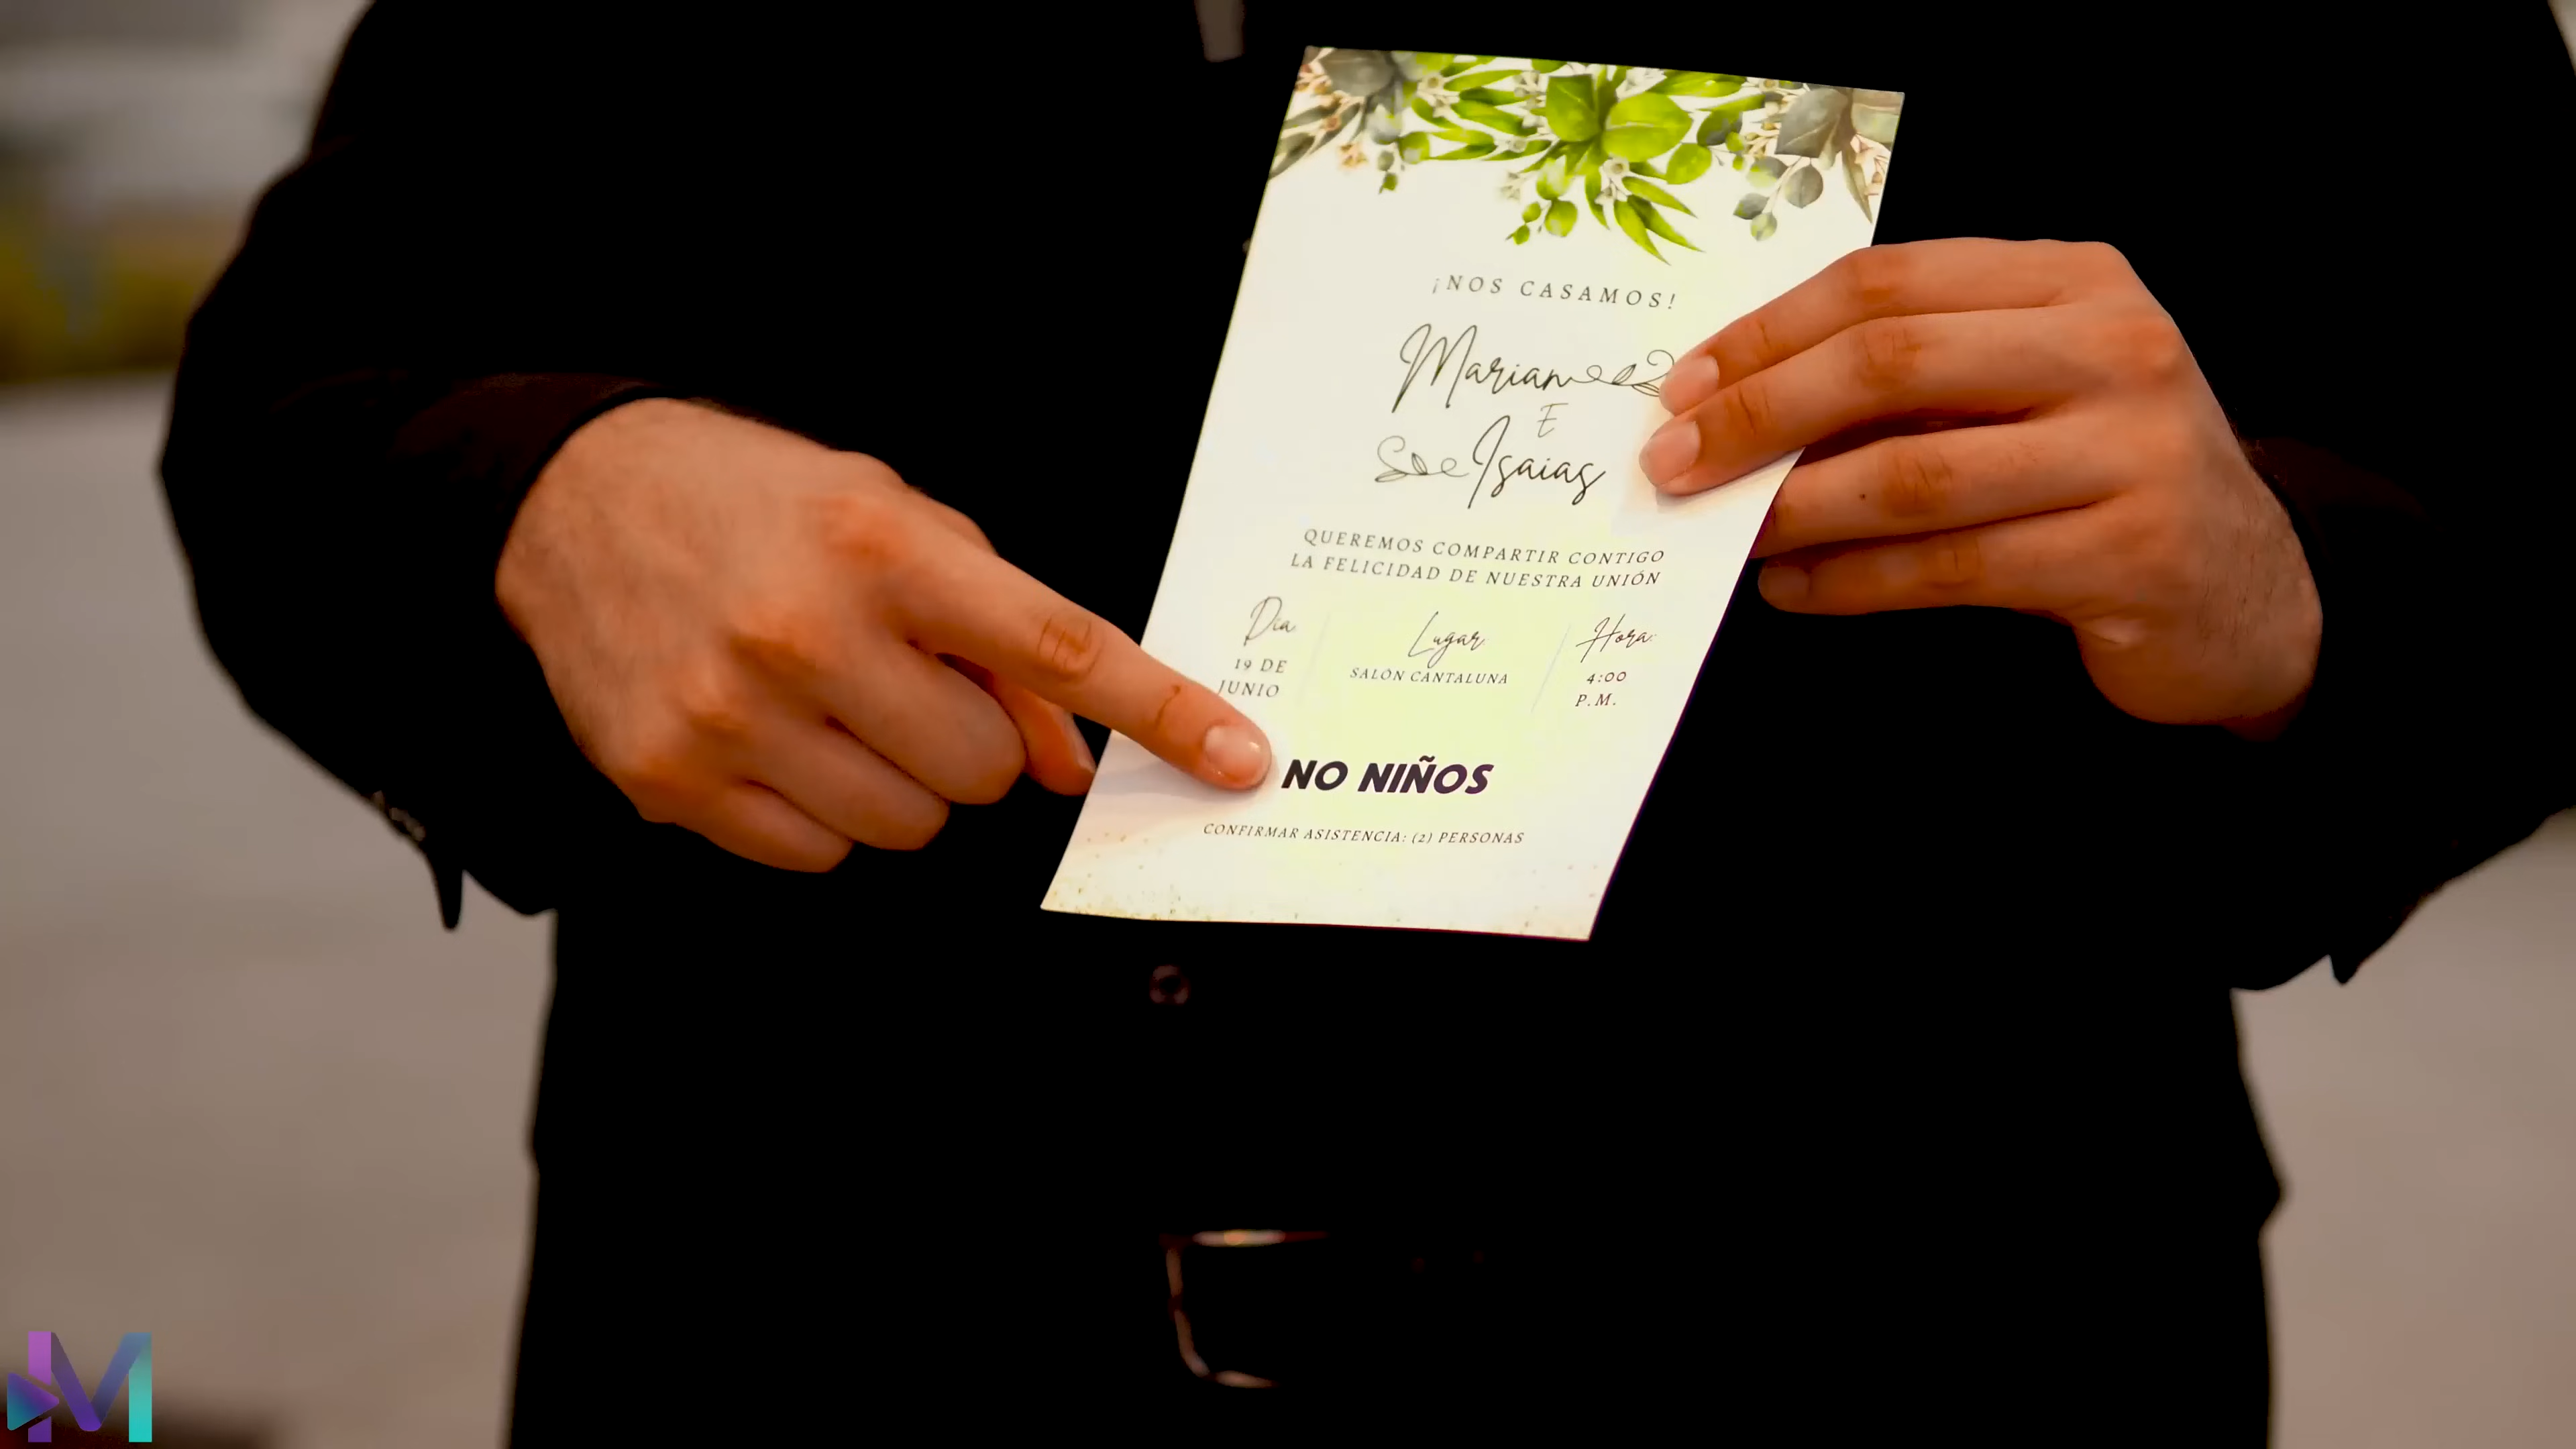 ¡NOS CASAMOS!
Marian
E
Isaias
QUEREMOS COMPARTIR CONTIGO
LA FELICIDAD DE NUESTRA UNIÓN
Día:
19 DE
JUNIO
Lugar
SALÓN CANTALUNA
Hora:
4:00
P.M.
NO NIÑOS
CONFIRMAR ASISTENCIA: (2) PERSONAS
M